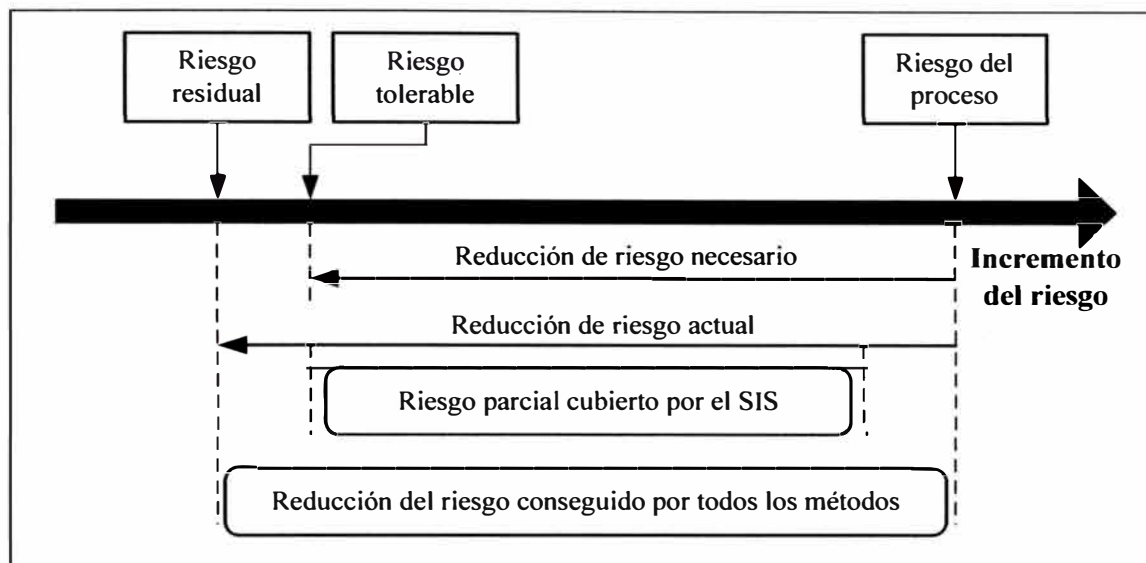 Riesgo
residual
Riesgo
tolerable
Riesgo del
proceso
Reducción de riesgo necesario
Incremento
del riesgo
Reducción de riesgo actual
Riesgo parcial cubierto por el SIS
Reducción del riesgo conseguido por todos los métodos